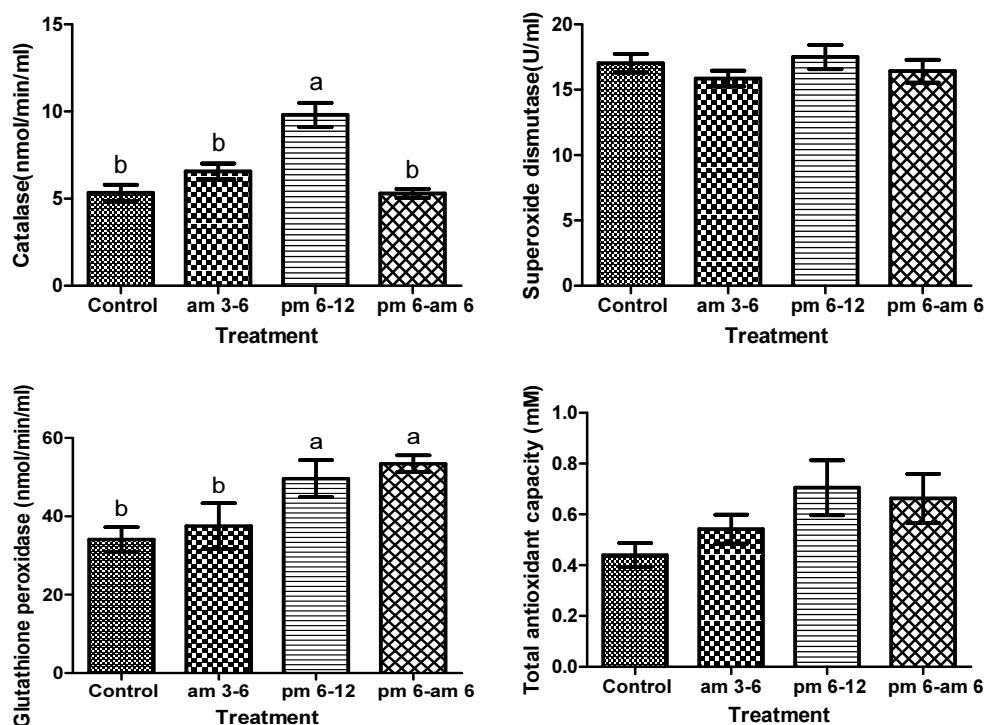 Catalase(nmol/min/ml)
15
10
5
0
b
b
a
b
Control
am 3-6
pm 6-12
pm 6-am 6
Treatment
Superoxide dismutase(U/ml)
20
15
10
5
0
Control
am 3-6
pm 6-12
pm 6-am 6
Treatment
Glutathione peroxidase (nmol/min/ml)
60
40
20
0
b
b
a
a
Control
am 3-6
pm 6-12
pm 6-am 6
Treatment
Total antioxidant capacity (mM)
1.0
0.8
0.6
0.4
0.2
0.0
Control
am 3-6
pm 6-12
pm 6-am 6
Treatment